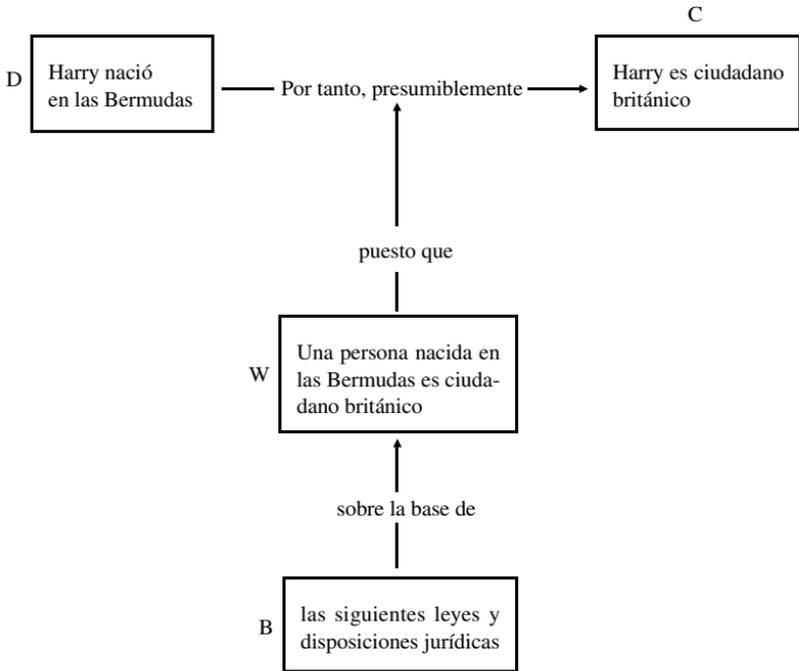 C
D
Harry nació
en las Bermudas
Por tanto, presumiblemente
Harry es ciudadano
británico
puesto que
W
Una persona nacida en
las Bermudas es ciuda-
dano británico
sobre la base de
B
las siguientes leyes y
disposiciones jurídicas